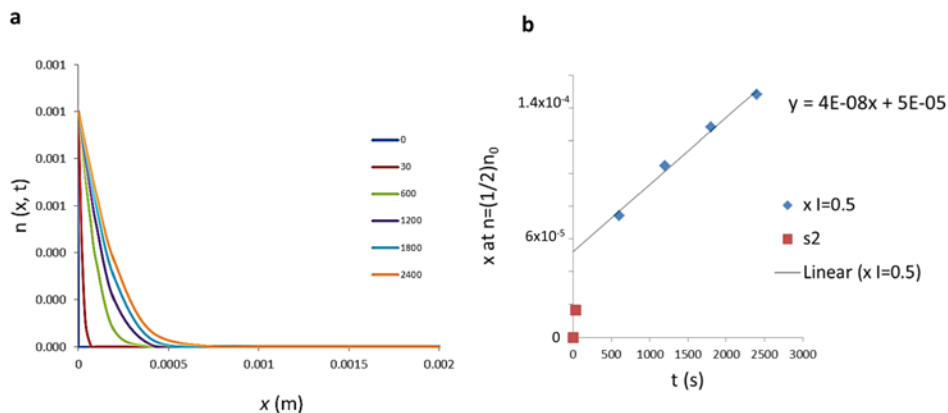 a
n (x, t)
0.001
0.001
0.001
0.001
0.000
0.000
0.000
0
0.0005
0.001
0.0015
0.002
x (m)
0
30
600
1200
1800
2400
b
x at n=(1/2)n₀
1.4x10⁻⁴
6x10⁻⁵
0
0
500
1000
1500
2000
2500
3000
t (s)
y = 4E-08x + 5E-05
x I=0.5
s2
Linear (x I=0.5)